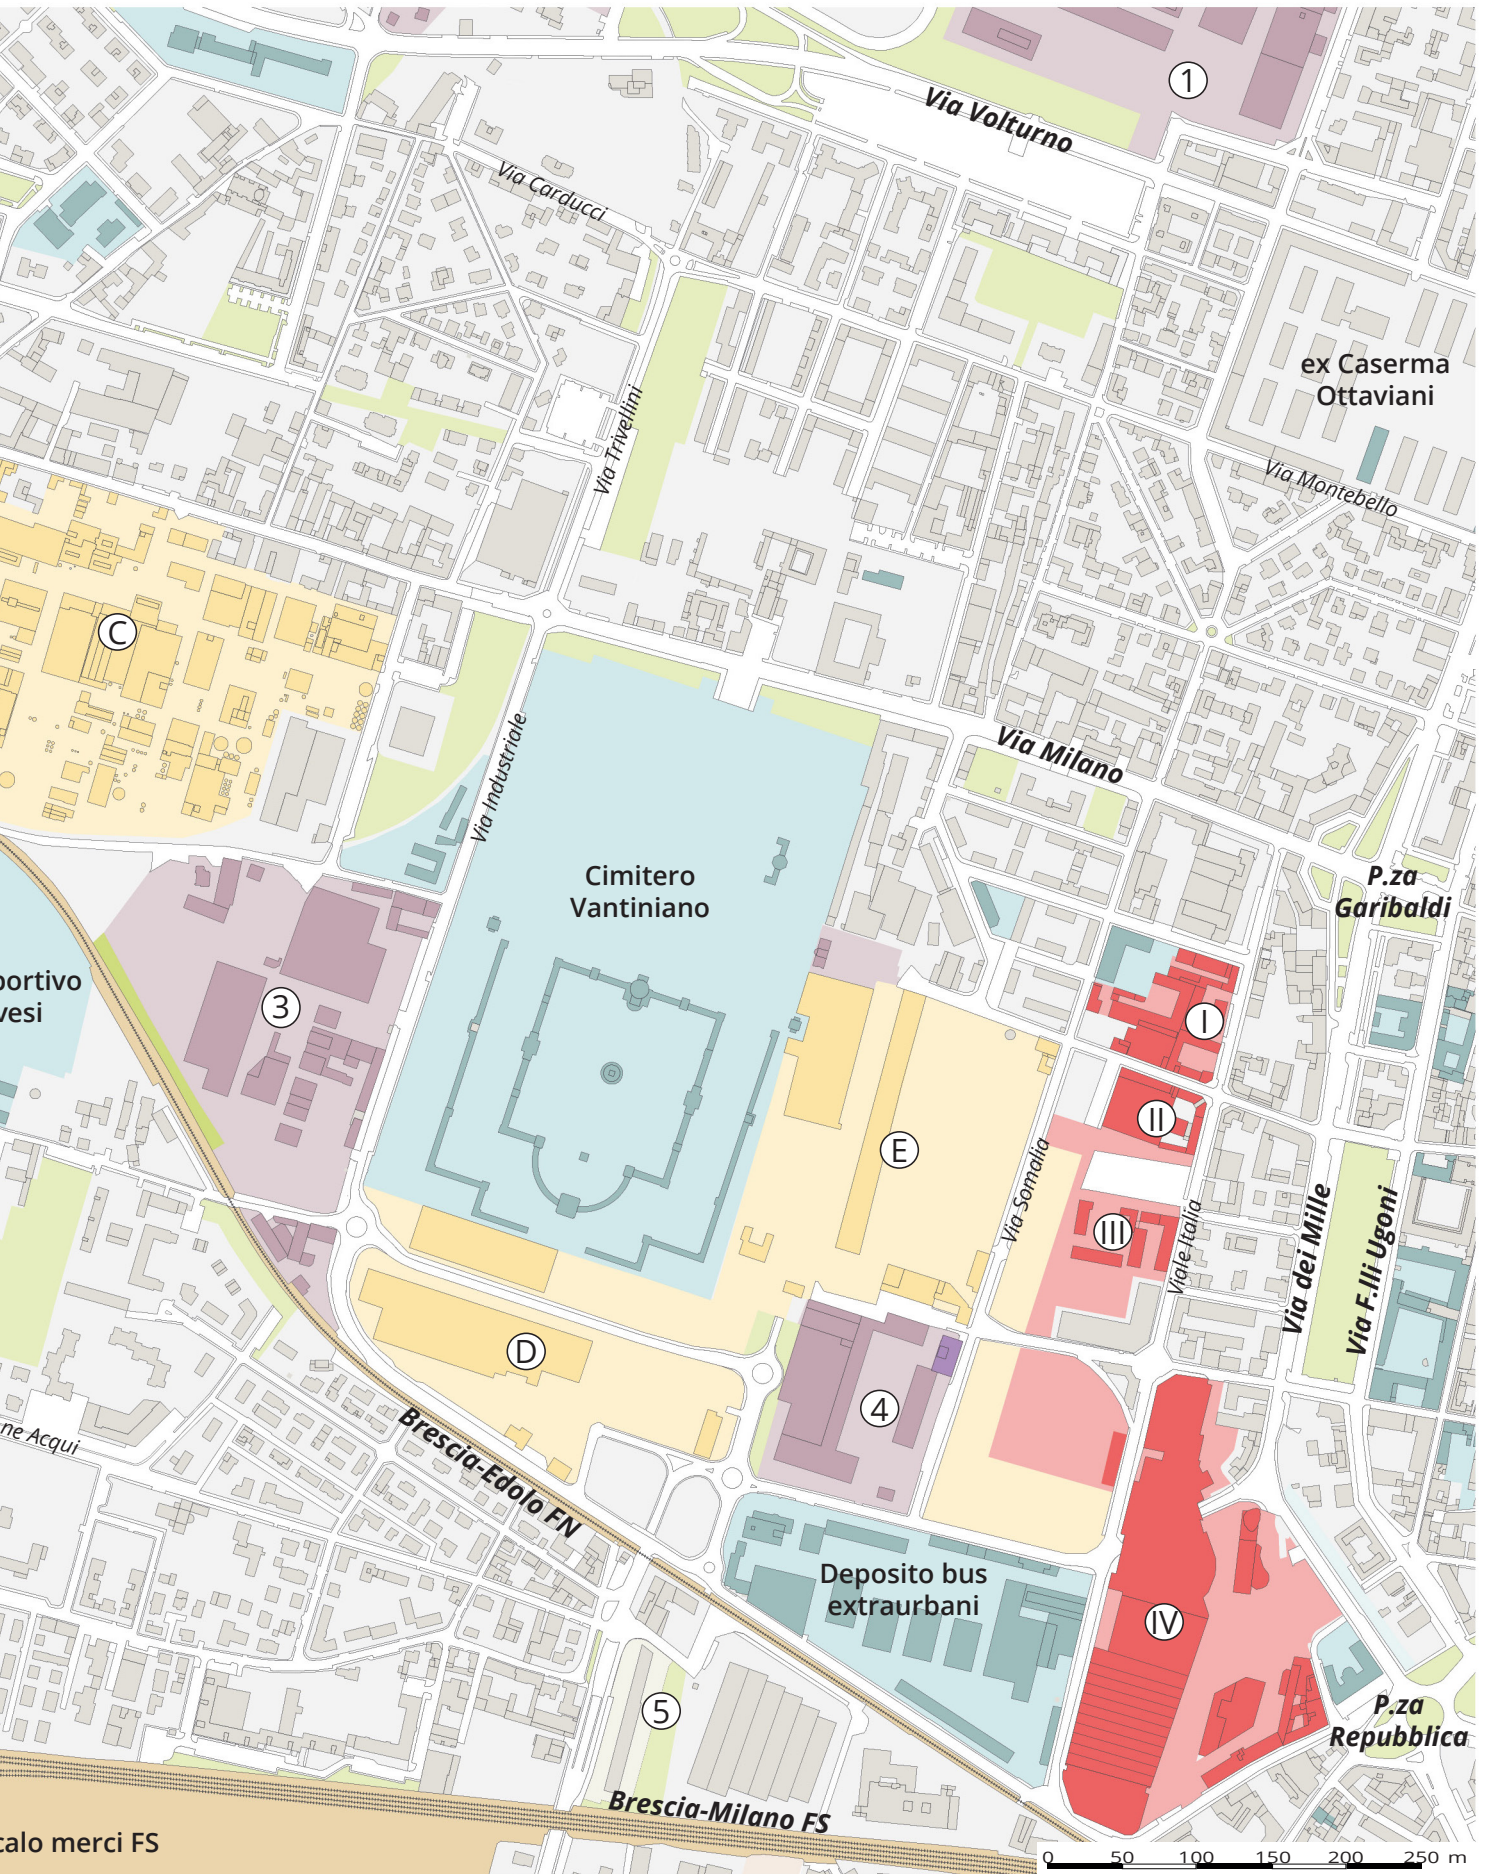 1
Via Volturno
Via Carducci
ex Caserma
Ottaviani
Via Trivellini
Via Montebello
C
Via Industriale
Via Milano
Cimitero
Vantiniano
P.za
Garibaldi
portivo
vesi
3
I
II
E
Via Somalia
III
Viale Italia
Via dei Mille
Via F.lli Ugoni
D
4
ne Acqui
Brescia-Edolo FN
Deposito bus
extraurbani
IV
5
P.za
Repubblica
Brescia-Milano FS
calo merci FS
0 50 100 150 200 250 m